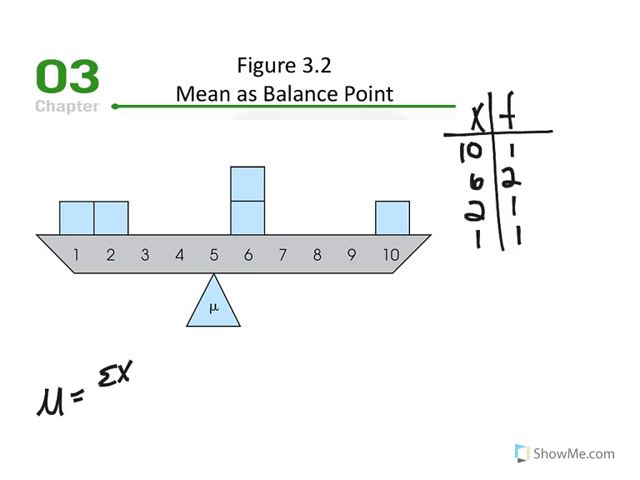 03
Chapter
Figure 3.2
Mean as Balance Point
X f
10 1
6 2
2 1
1 1
1 2 3 4 5 6 7 8 9 10
μ
μ = Σx
ShowMe.com